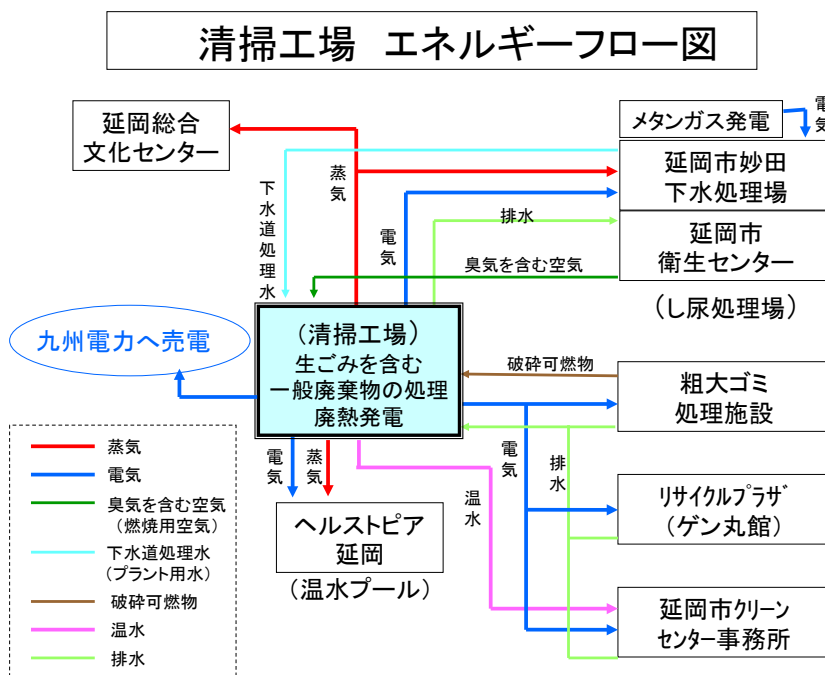 清掃工場 エネルギーフロー図
延岡総合
文化センター
メタンガス発電
電気
延岡市妙田
下水処理場
延岡市
衛生センター
(し尿処理場)
下水道処理水
蒸気
電気
排水
臭気を含む空気
九州電力へ売電
(清掃工場)
生ごみを含む
一般廃棄物の処理
廃熱発電
破砕可燃物
粗大ゴミ
処理施設
電気
蒸気
温水
電気
排水
ヘルストピア
延岡
(温水プール)
ﾘｻｲｸﾙﾌﾟﾗｻﾞ
(ゲン丸館)
延岡市ｸﾘｰﾝ
ｾﾝﾀｰ事務所
蒸気
電気
臭気を含む空気
(燃焼用空気)
下水道処理水
(プラント用水)
破砕可燃物
温水
排水